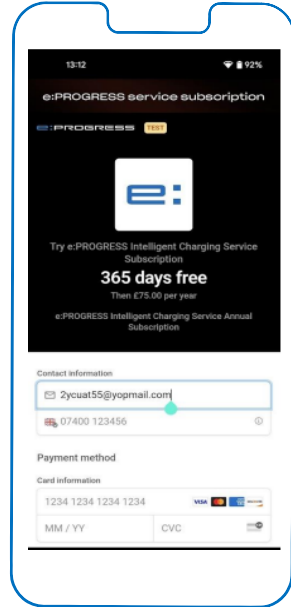 13:12 92%
e:PROGRESS service subscription
e:PROGRESS TEST
e:
Try e:PROGRESS Intelligent Charging Service
Subscription
365 days free
Then £75.00 per year
e:PROGRESS Intelligent Charging Service Annual
Subscription
Contact information
2ycuat55@yopmail.com
07400 123456
Payment method
Card information
1234 1234 1234 1234 VISA
MM / YY CVC